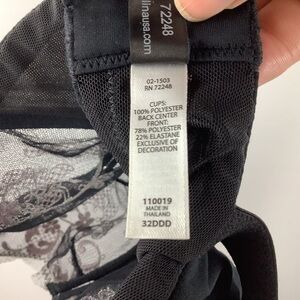 72248
linausa.com
02-1503
RN 72248
CUPS:
100% POLYESTER
BACK CENTER
FRONT:
78% POLYESTER
22% ELASTANE
EXCLUSIVE OF
DECORATION
110019
MADE IN
THAILAND
32DDD